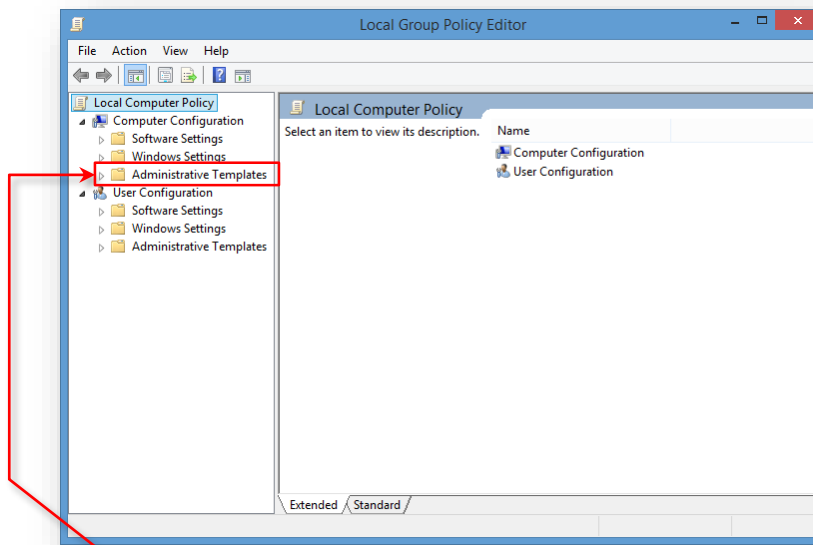 Local Group Policy Editor
File Action View Help
Local Computer Policy
Computer Configuration
Software Settings
Windows Settings
Administrative Templates
User Configuration
Software Settings
Windows Settings
Administrative Templates
Local Computer Policy
Select an item to view its description.
Name
Computer Configuration
User Configuration
Extended Standard